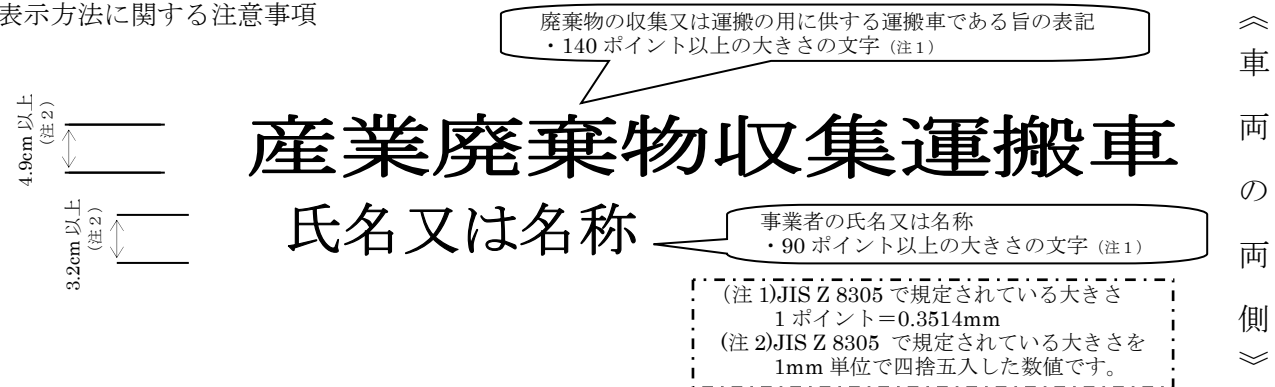 表示方法に関する注意事項
廃棄物の収集又は運搬の用に供する運搬車である旨の表記
・140 ポイント以上の大きさの文字（注1）
4.9cm 以上
（注2）
産業廃棄物収集運搬車
3.2cm 以上
（注2）
氏名又は名称
事業者の氏名又は名称
・90 ポイント以上の大きさの文字（注1）
(注 1)JIS Z 8305 で規定されている大きさ
1 ポイント＝0.3514mm
(注 2)JIS Z 8305 で規定されている大きさを
1mm 単位で四捨五入した数値です。
《車両の両側》